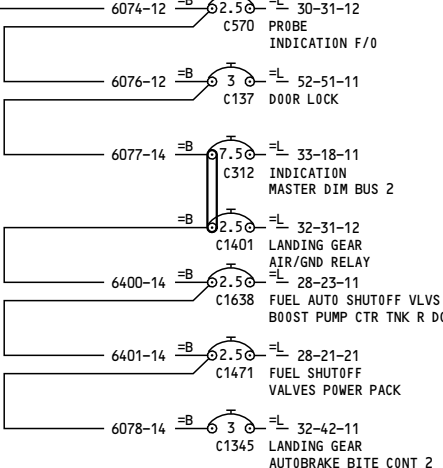 6074-12 =B 2.5 =L 30-31-12
C570 PROBE
INDICATION F/O
6076-12 =B 3 =L 52-51-11
C137 DOOR LOCK
6077-14 =B 7.5 =L 33-18-11
C312 INDICATION
MASTER DIM BUS 2
=B 2.5 =L 32-31-12
C1401 LANDING GEAR
AIR/GND RELAY
6400-14 =B 2.5 =L 28-23-11
C1638 FUEL AUTO SHUTOFF VLVS
BOOST PUMP CTR TNK R
6401-14 =B 2.5 =L 28-21-21
C1471 FUEL SHUTOFF
VALVES POWER PACK
6078-14 =B 3 =L 32-42-11
C1345 LANDING GEAR
AUTOBRAKE BITE CONT 2